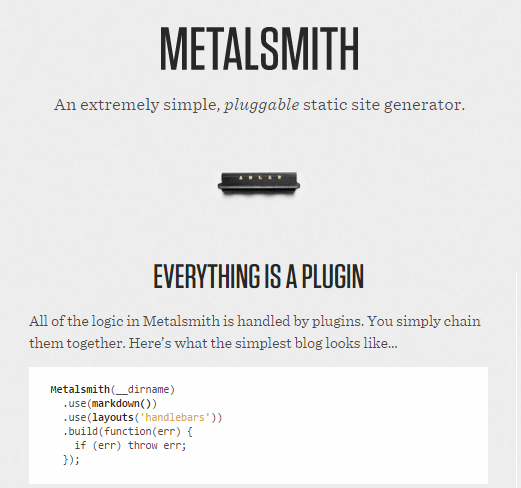 METALSMITH
An extremely simple, pluggable static site generator.
ADLER
EVERYTHING IS A PLUGIN
All of the logic in Metalsmith is handled by plugins. You simply chain
them together. Here's what the simplest blog looks like…
Metalsmith(__dirname)
  .use(markdown())
  .use(layouts('handlebars'))
  .build(function(err) {
    if (err) throw err;
  });